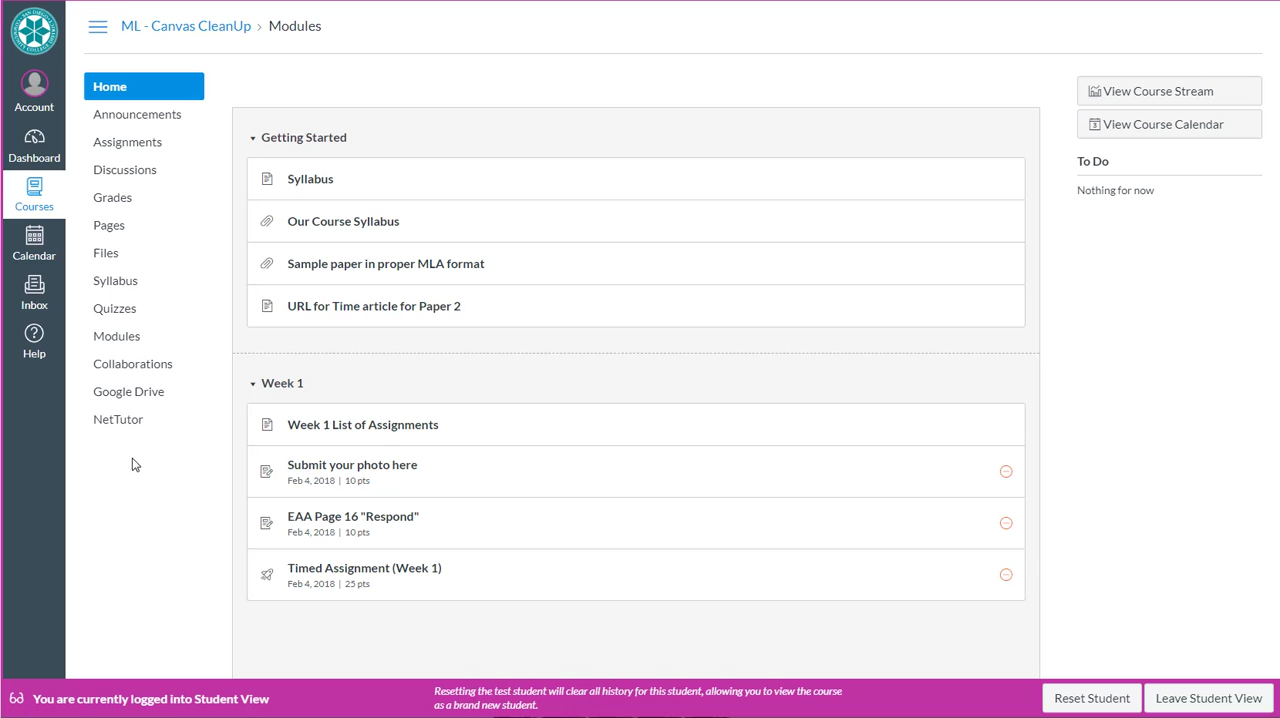 ML - Canvas CleanUp › Modules
Account
Dashboard
Courses
Calendar
Inbox
Help
Home
Announcements
Assignments
Discussions
Grades
Pages
Files
Syllabus
Quizzes
Modules
Collaborations
Google Drive
NetTutor
Getting Started
Syllabus
Our Course Syllabus
Sample paper in proper MLA format
URL for Time article for Paper 2
Week 1
Week 1 List of Assignments
Submit your photo here
Feb 4, 2018 | 10 pts
EAA Page 16 "Respond"
Feb 4, 2018 | 10 pts
Timed Assignment (Week 1)
Feb 4, 2018 | 25 pts
View Course Stream
View Course Calendar
To Do
Nothing for now
You are currently logged into Student View
Resetting the test student will clear all history for this student, allowing you to view the course
as a brand new student.
Reset Student
Leave Student View